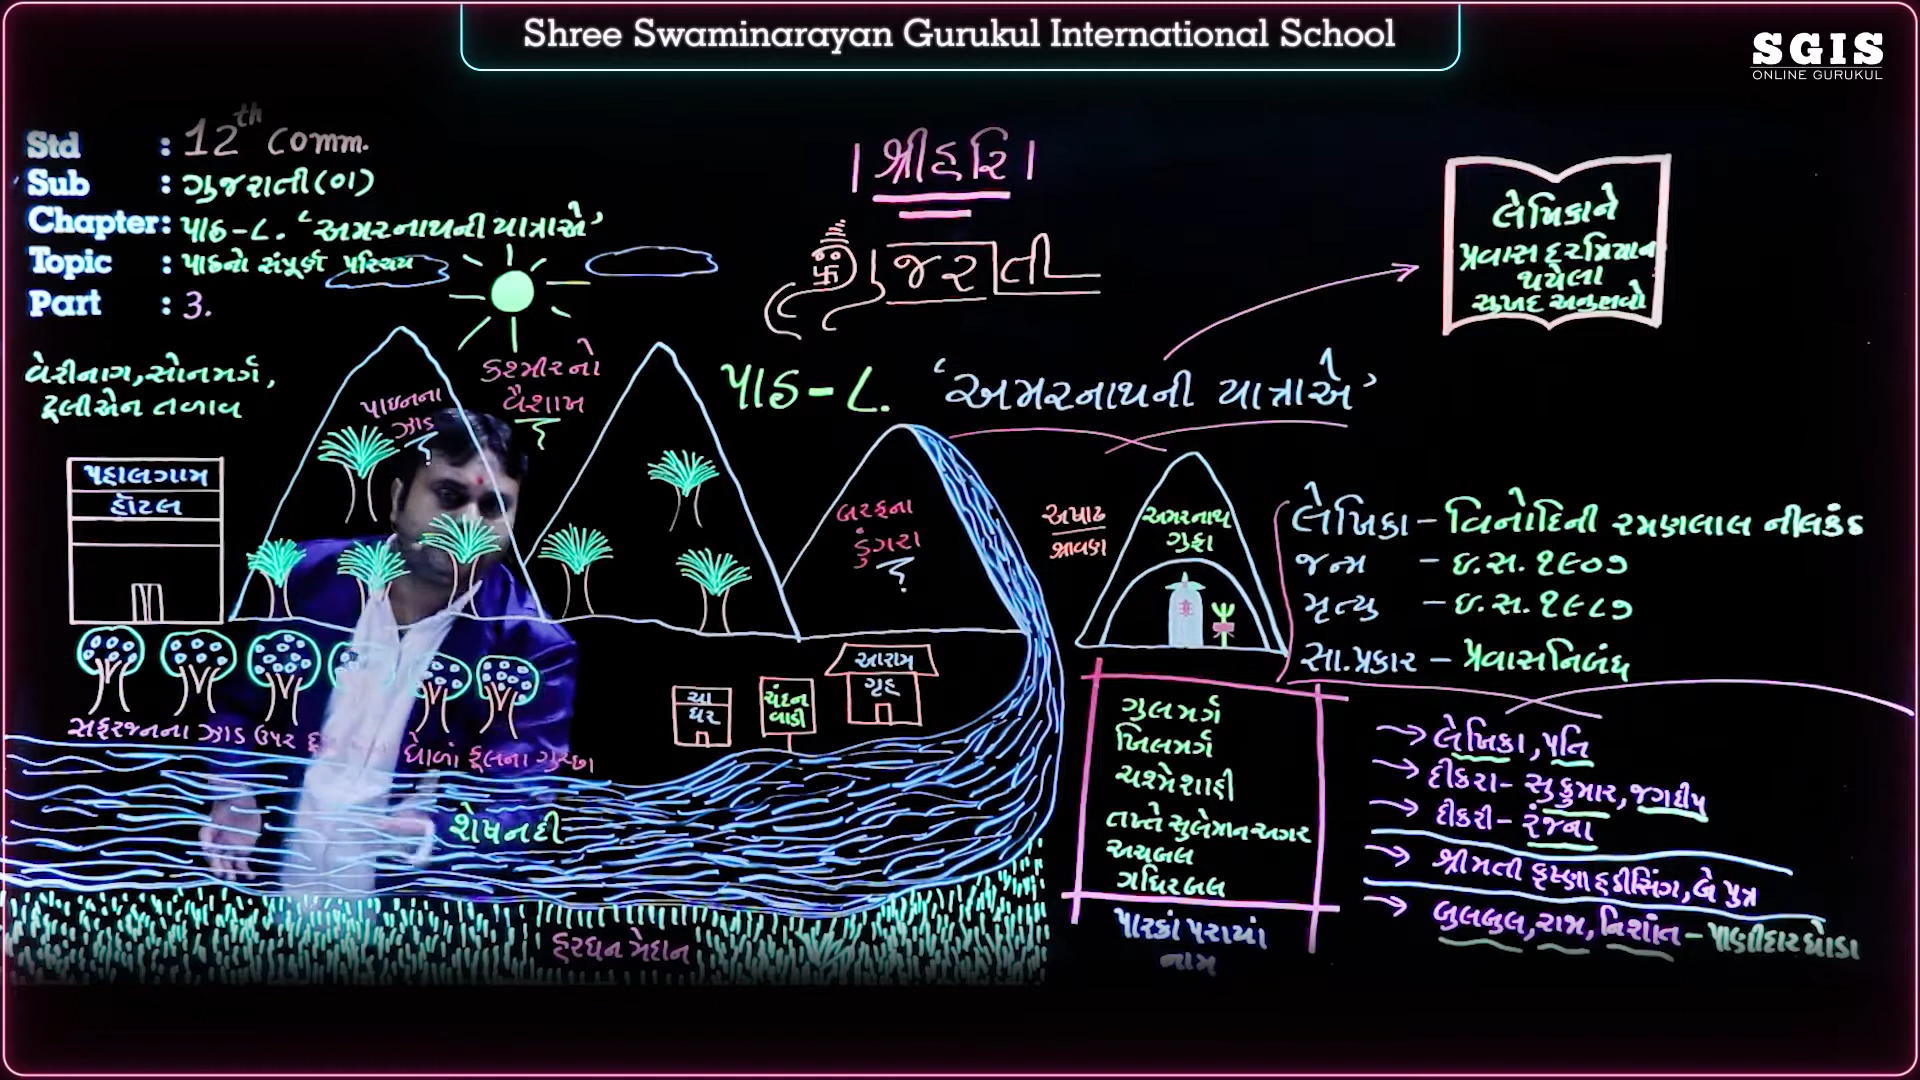 Shree Swaminarayan Gurukul International School
SGIS
ONLINE GURUKUL
Std : 12th Comm.
Sub : ગુજરાતી(૦૧)
Chapter: પાઠ-૮. ‘અમરનાથની યાત્રાએ’
Topic : પાઠનો સંપૂર્ણ પરિચય
Part : 3.
।શ્રીહરિ।
ગુજરાતી
લેખિકાને
પ્રવાસ દરમિયાન
થયેલા
સુખદ અનુભવો
પાઠ-૮. ‘અમરનાથની યાત્રાએ’
વેરીનાગ,સોનમર્ગ,
ટૂલીએન તળાવ
પાઇનના
ઝાડ
કશ્મીરનો
વૈશાખ
પહાલગામ
હૉટલ
બરફના
ડુંગરા
અષાઢ
શ્રાવણ
અમરનાથ
ગુફા
લેખિકા - વિનોદિની રમણલાલ નીલકંઠ
જન્મ - ઇ.સ.૧૯૦૭
મૃત્યુ - ઇ.સ.૧૯૮૭
સા.પ્રકાર - પ્રવાસનિબંધ
ચા
ઘર
ચંદન
વાડી
આરામ
ગૃહ
સફરજનના ઝાડ ઉપર ધોળાં ફૂલના ગુચ્છા
શેષનદી
હરધન મેદાન
ગુલમર્ગ
ખિલમર્ગ
ચશ્મેશાહી
તખ્તે સુલેમાન અગર
અચબલ
ગધિરબલ
પારકાં પરાયાં
નામ
→ લેખિકા,પતિ
→ દીકરા- સુકુમાર,જગદીપ
→ દીકરી- રંજના
→ શ્રીમતી કૃષ્ણા હઠીસિંગ,બે પુત્ર
→ બુલબુલ,રામ,નિશાંત - પાણીદાર ઘોડા